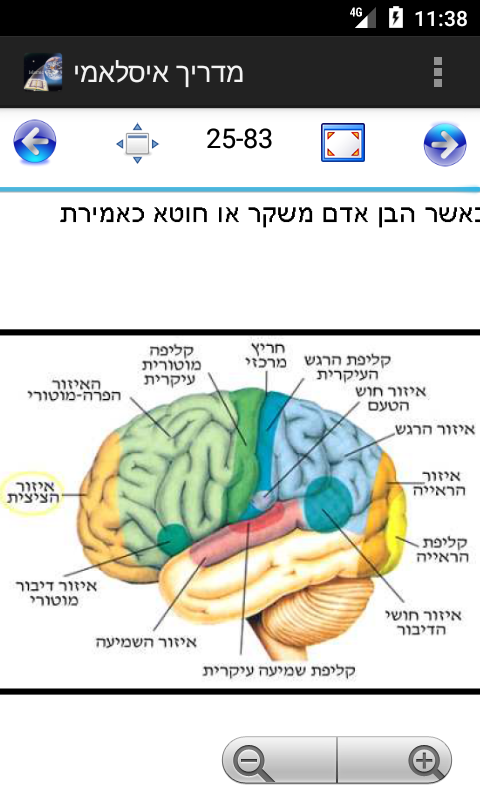 4G 11:38
מדריך איסלאמי
25-83
כאשר הבן אדם משקר או חוטא כאמירת
קליפה
מוטורית
עיקרית
חריץ
מרכזי
קליפת הרגש
העיקרית
האיזור
הפרה-מוטורי
איזור חוש
הטעם
איזור הרגש
איזור
הראייה
איזור
הציצית
קליפת
הראייה
איזור דיבור
מוטורי
איזור חושי
הדיבור
איזור השמיעה
קליפת שמיעה עיקרית